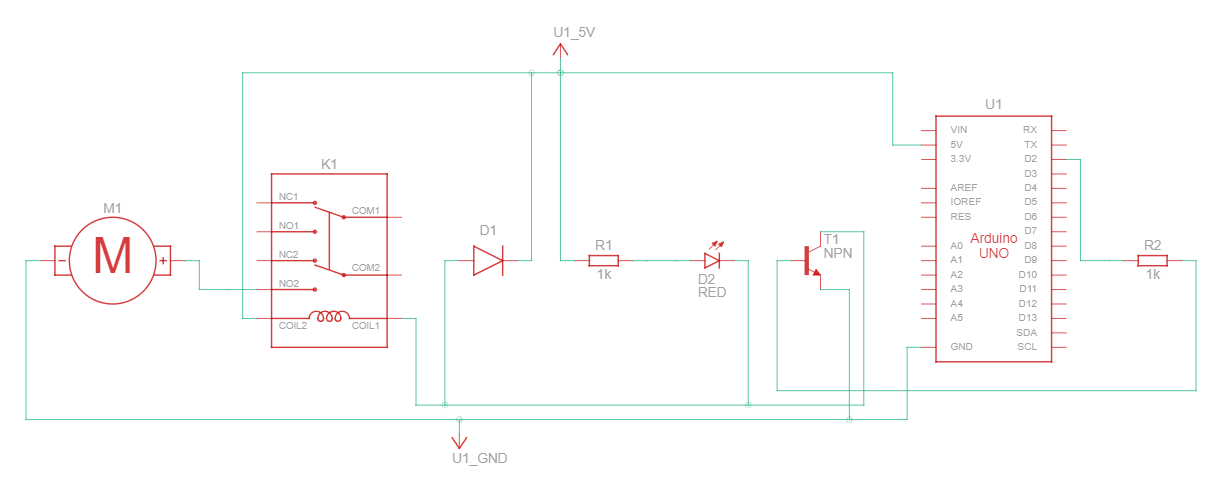 U1_5V
U1
VIN
RX
5V
TX
3.3V
D2
D3
AREF
D4
IOREF
D5
RES
D6
D7
Arduino
UNO
A0
D8
A1
D9
A2
D10
A3
D11
A4
D12
A5
D13
SDA
GND
SCL
K1
NC1
COM1
NO1
NC2
COM2
NO2
COIL2
COIL1
M1
M
-
+
D1
R1
1k
D2
RED
T1
NPN
R2
1k
U1_GND